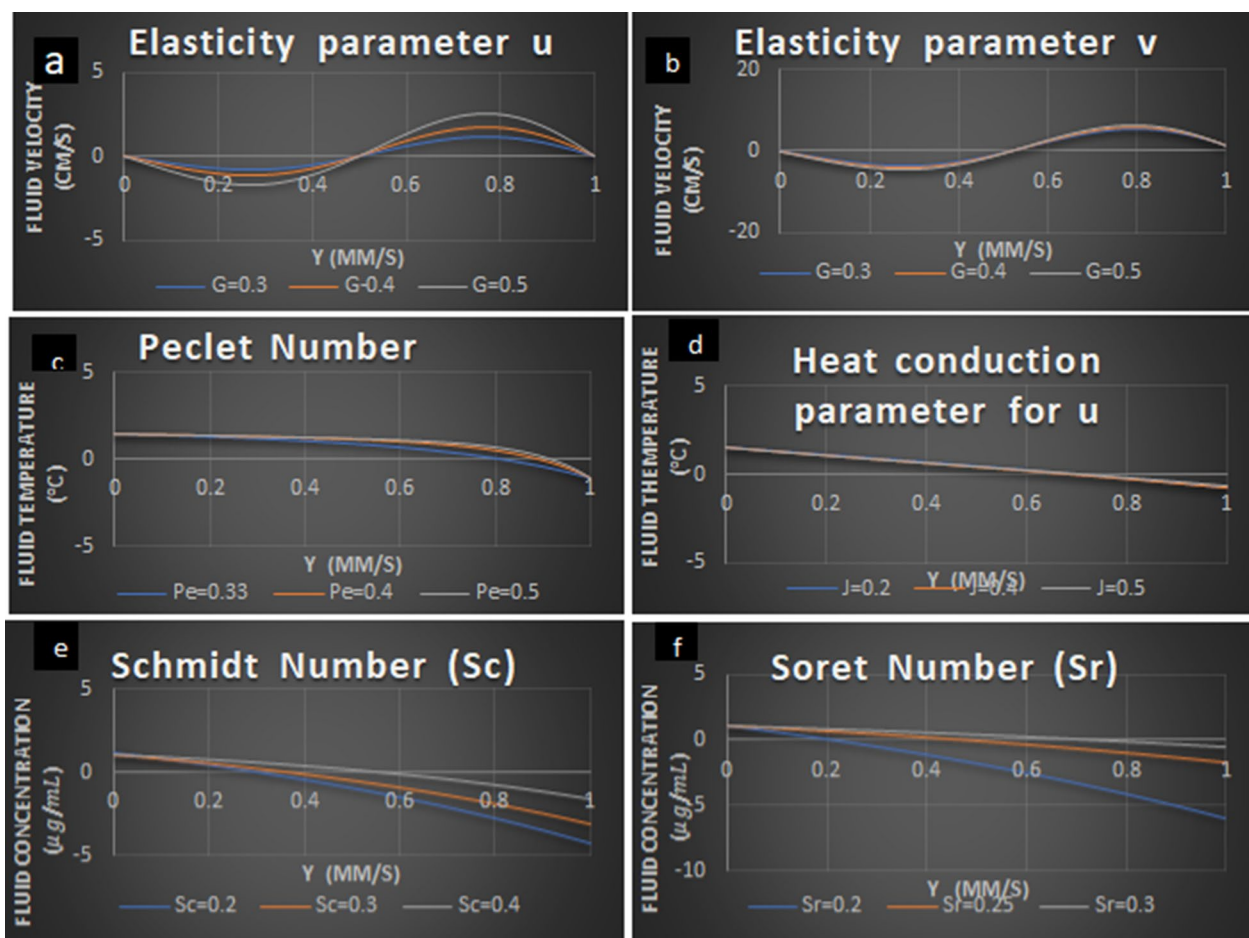 a
Elasticity parameter u
5
0
-5
FLUID VELOCITY
(CM/S)
0 0.2 0.4 0.6 0.8 1
Y (MM/S)
G=0.3 G-0.4 G=0.5
b
Elasticity parameter v
20
0
-20
FLUID VELOCITY
(CM/S)
0 0.2 0.4 0.6 0.8 1
Y (MM/S)
G=0.3 G=0.4 G=0.5
c
Peclet Number
5
0
-5
FLUID TEMPERATURE
(°C)
0 0.2 0.4 0.6 0.8 1
Y (MM/S)
Pe=0.33 Pe=0.4 Pe=0.5
d
Heat conduction
parameter for u
5
0
-5
FLUID THEMPERATURE
(°C)
0 0.2 0.4 0.6 0.8 1
Y (MM/S)
J=0.2 J=0.4 J=0.5
e
Schmidt Number (Sc)
5
0
-5
FLUID CONCENTRATION
(μg/mL)
0 0.2 0.4 0.6 0.8 1
Y (MM/S)
Sc=0.2 Sc=0.3 Sc=0.4
f
Soret Number (Sr)
5
0
-5
-10
FLUID CONCENTRATION
(μg/mL)
0 0.2 0.4 0.6 0.8 1
Y (MM/S)
Sr=0.2 Sr=0.25 Sr=0.3